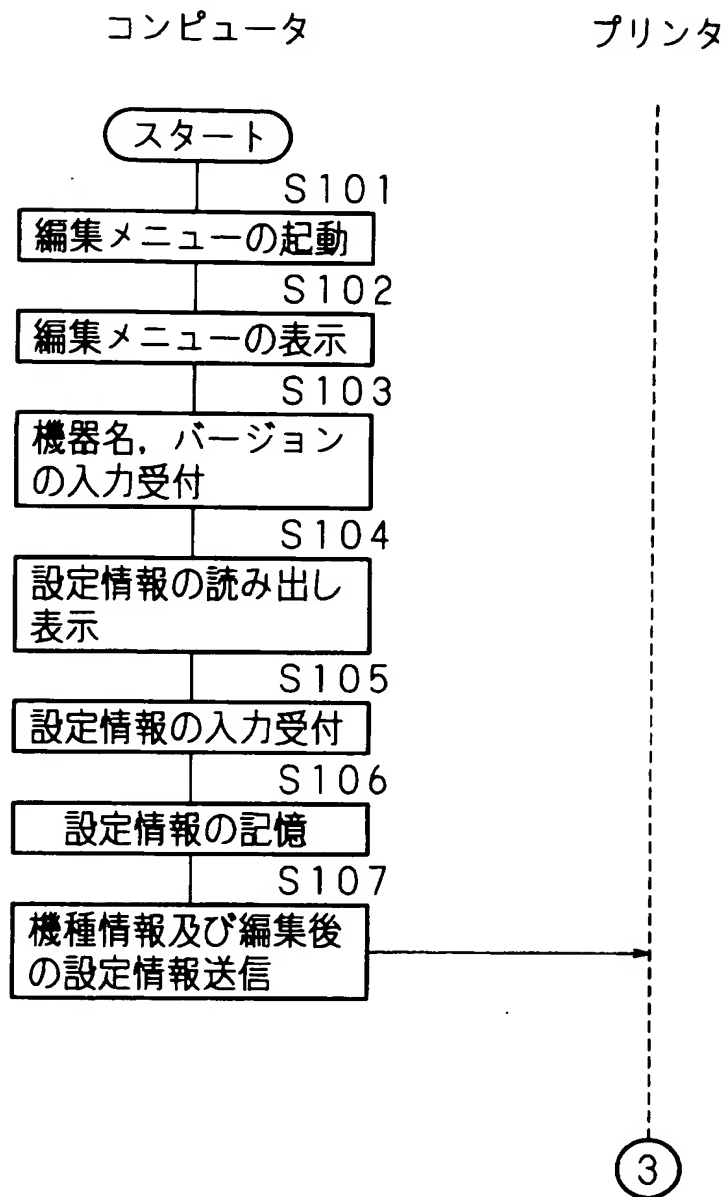 コンピュータ プリンタ
スタート
S101
編集メニューの起動
S102
編集メニューの表示
S103
機器名，バージョン
の入力受付
S104
設定情報の読み出し
表示
S105
設定情報の入力受付
S106
設定情報の記憶
S107
機種情報及び編集後
の設定情報送信
3